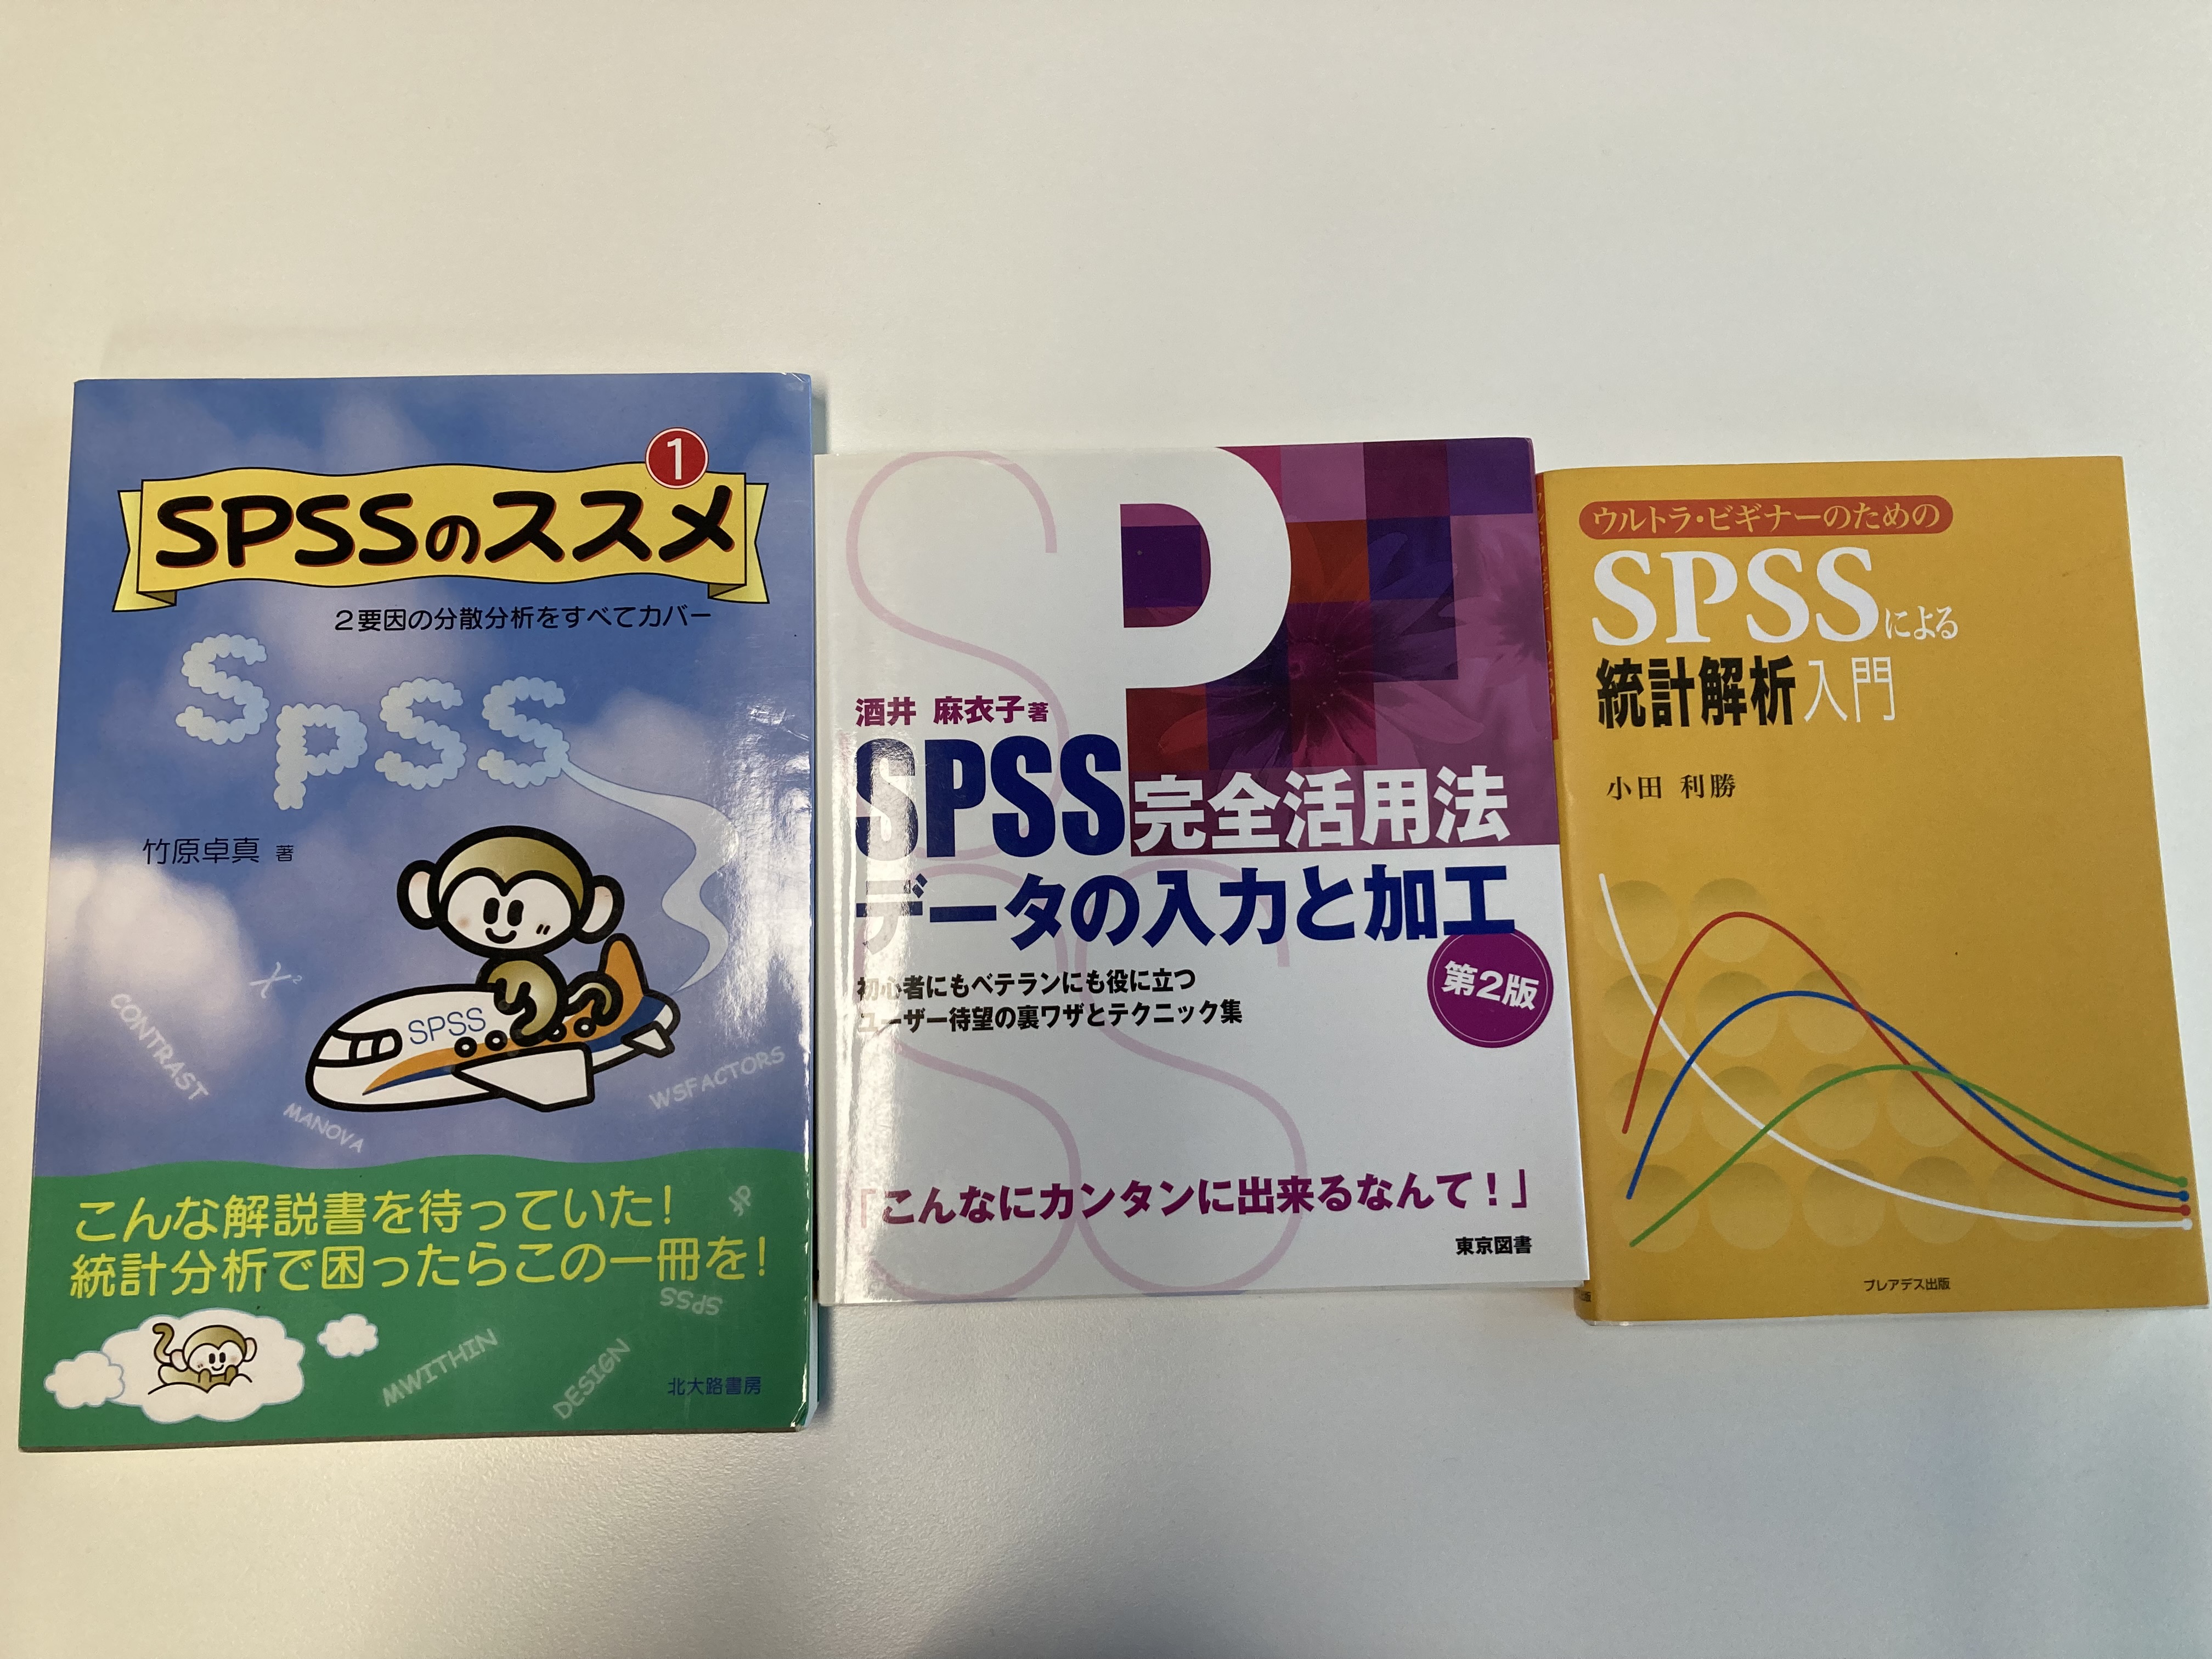 1
SPSSのススメ
2要因の分散分析をすべてカバー
SPSS
竹原卓真 著
SPSS
χ²
CONTRAST
MANOVA
WSFACTORS
こんな解説書を待っていた!
統計分析で困ったらこの一冊を!
SPSS
MWITHIN
DESIGN
北大路書房
SPSS
酒井 麻衣子著
SPSS完全活用法
データの入力と加工
第2版
初心者にもベテランにも役に立つ
ユーザー待望の裏ワザとテクニック集
「こんなにカンタンに出来るなんて!」
東京図書
ウルトラ・ビギナーのための
SPSSによる
統計解析入門
小田 利勝
プレアデス出版